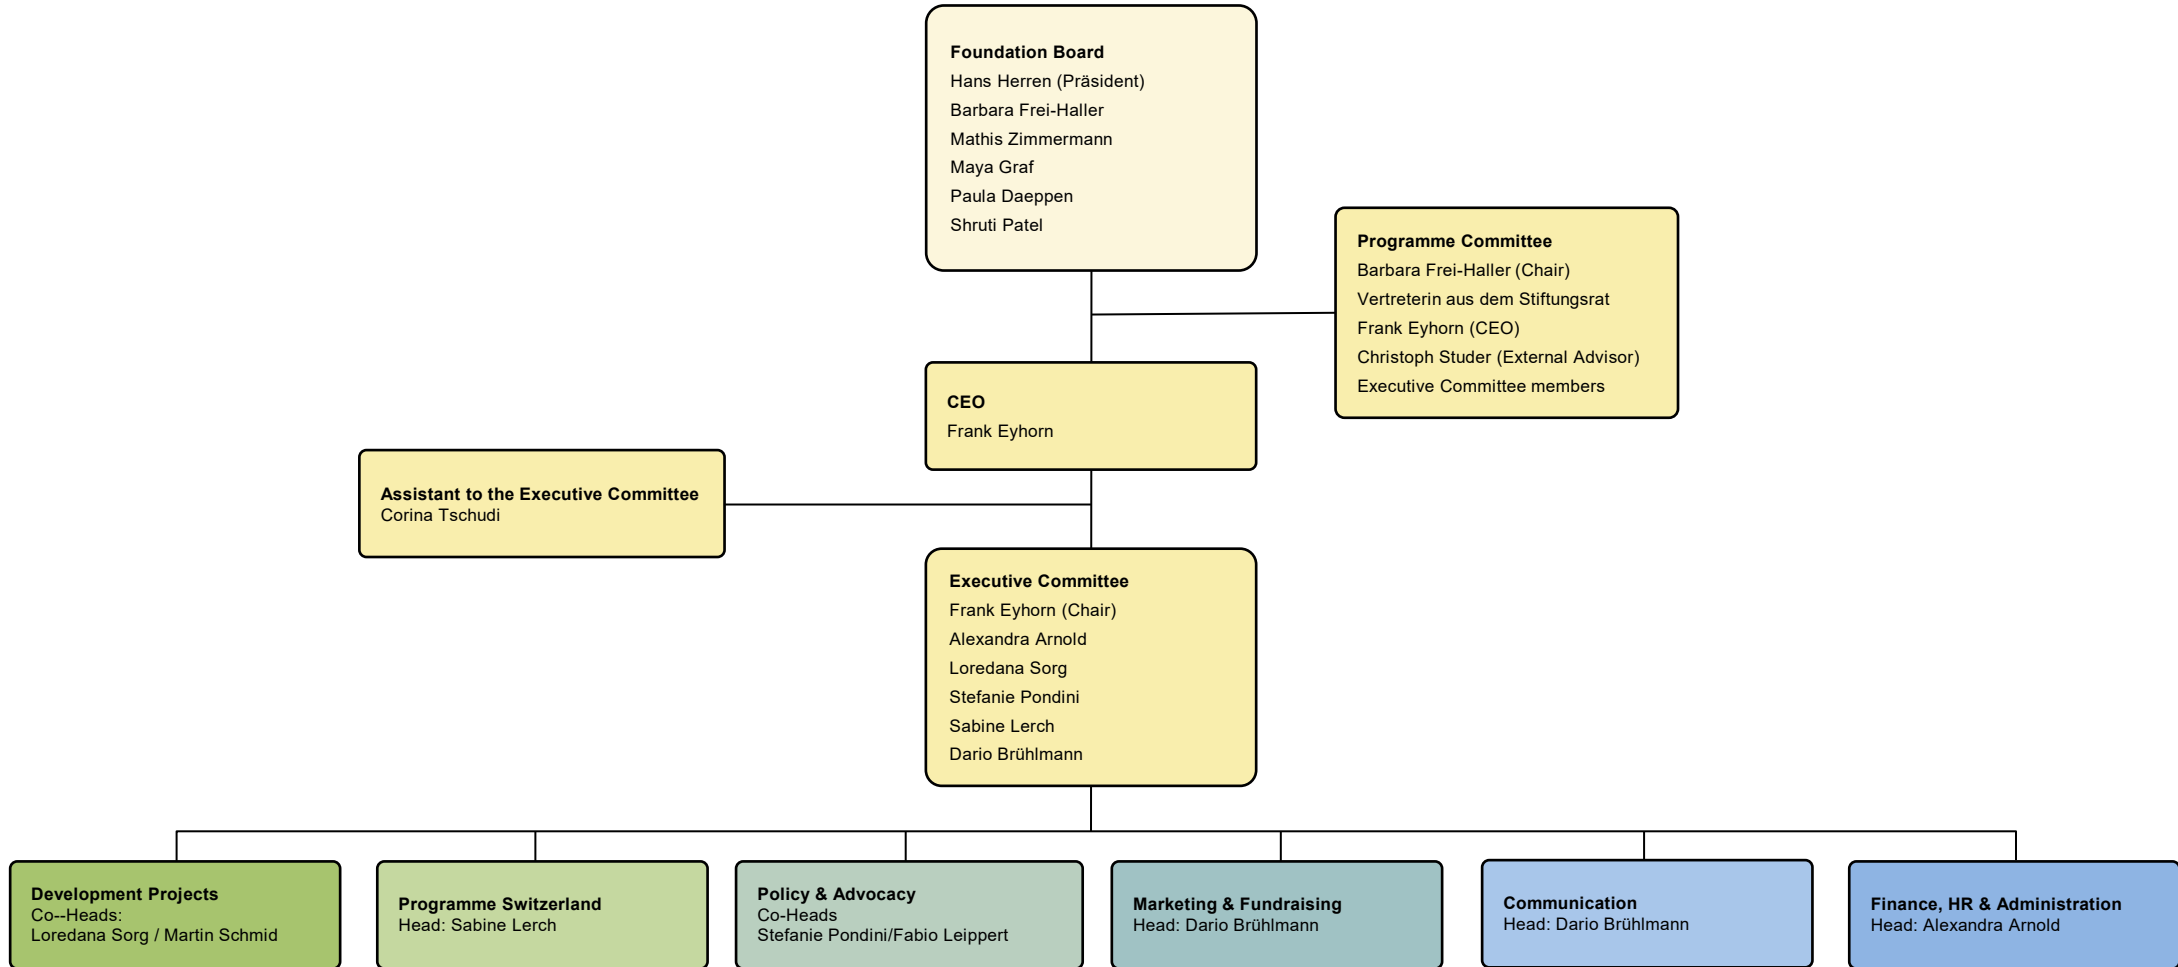 Foundation Board
Hans Herren (Präsident)
Barbara Frei-Haller
Mathis Zimmermann
Maya Graf
Paula Daeppen
Shruti Patel
Programme Committee
Barbara Frei-Haller (Chair)
Vertreterin aus dem Stiftungsrat
Frank Eyhorn (CEO)
Christoph Studer (External Advisor)
Executive Committee members
CEO
Frank Eyhorn
Assistant to the Executive Committee
Corina Tschudi
Executive Committee
Frank Eyhorn (Chair)
Alexandra Arnold
Loredana Sorg
Stefanie Pondini
Sabine Lerch
Dario Brühlmann
Development Projects
Co--Heads:
Loredana Sorg / Martin Schmid
Programme Switzerland
Head: Sabine Lerch
Policy & Advocacy
Co-Heads
Stefanie Pondini/Fabio Leippert
Marketing & Fundraising
Head: Dario Brühlmann
Communication
Head: Dario Brühlmann
Finance, HR & Administration
Head: Alexandra Arnold